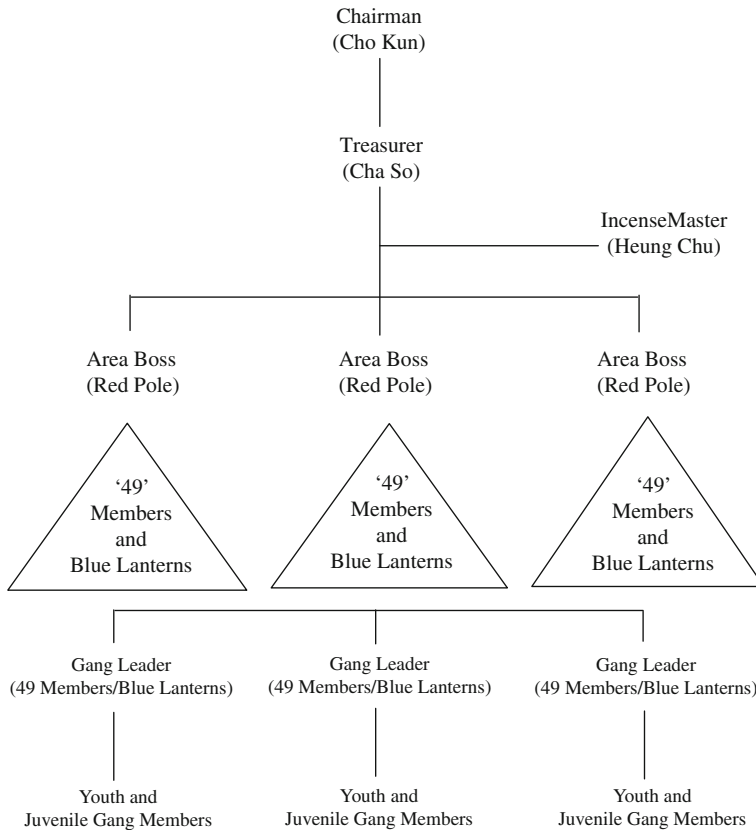 Chairman
(Cho Kun)
Treasurer
(Cha So)
IncenseMaster
(Heung Chu)
Area Boss
(Red Pole)
Area Boss
(Red Pole)
Area Boss
(Red Pole)
‘49’
Members
and
Blue Lanterns
‘49’
Members
and
Blue Lanterns
‘49’
Members
and
Blue Lanterns
Gang Leader
(49 Members/Blue Lanterns)
Gang Leader
(49 Members/Blue Lanterns)
Gang Leader
(49 Members/Blue Lanterns)
Youth and
Juvenile Gang Members
Youth and
Juvenile Gang Members
Youth and
Juvenile Gang Members